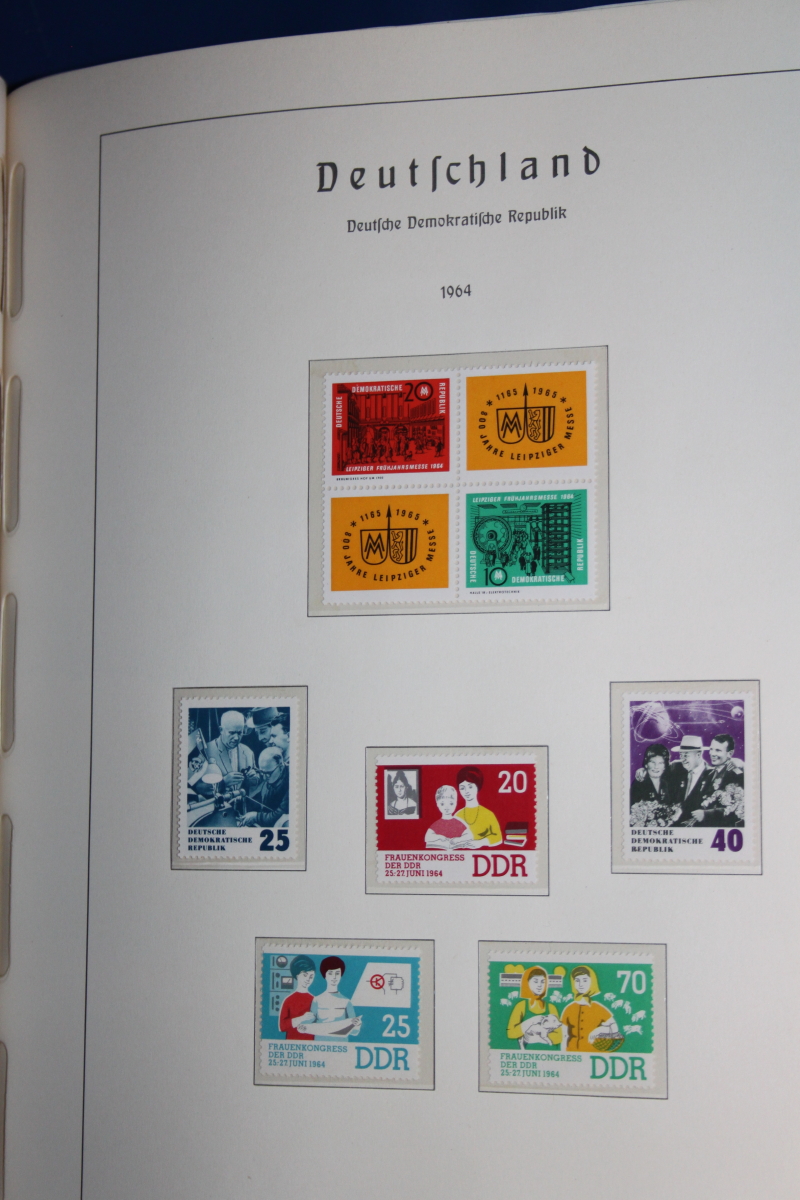 Deutſchland
Deutſche Demokratiſche Republik
1964
DEUTSCHE DEMOKRATISCHE REPUBLIK
20
LEIPZIGER FRÜHJAHRSMESSE 1964
1165 1965
800 JAHRE LEIPZIGER MESSE
1165 1965
800 JAHRE LEIPZIGER MESSE
LEIPZIGER FRÜHJAHRSMESSE 1964
DEUTSCHE DEMOKRATISCHE REPUBLIK
10
DEUTSCHE
DEMOKRATISCHE
REPUBLIK
25
20
FRAUENKONGRESS
DER DDR
25:27. JUNI 1964
DDR
DEUTSCHE
DEMOKRATISCHE
REPUBLIK
40
25
FRAUENKONGRESS
DER DDR
25:27. JUNI 1964
DDR
70
FRAUENKONGRESS
DER DDR
25:27. JUNI 1964
DDR